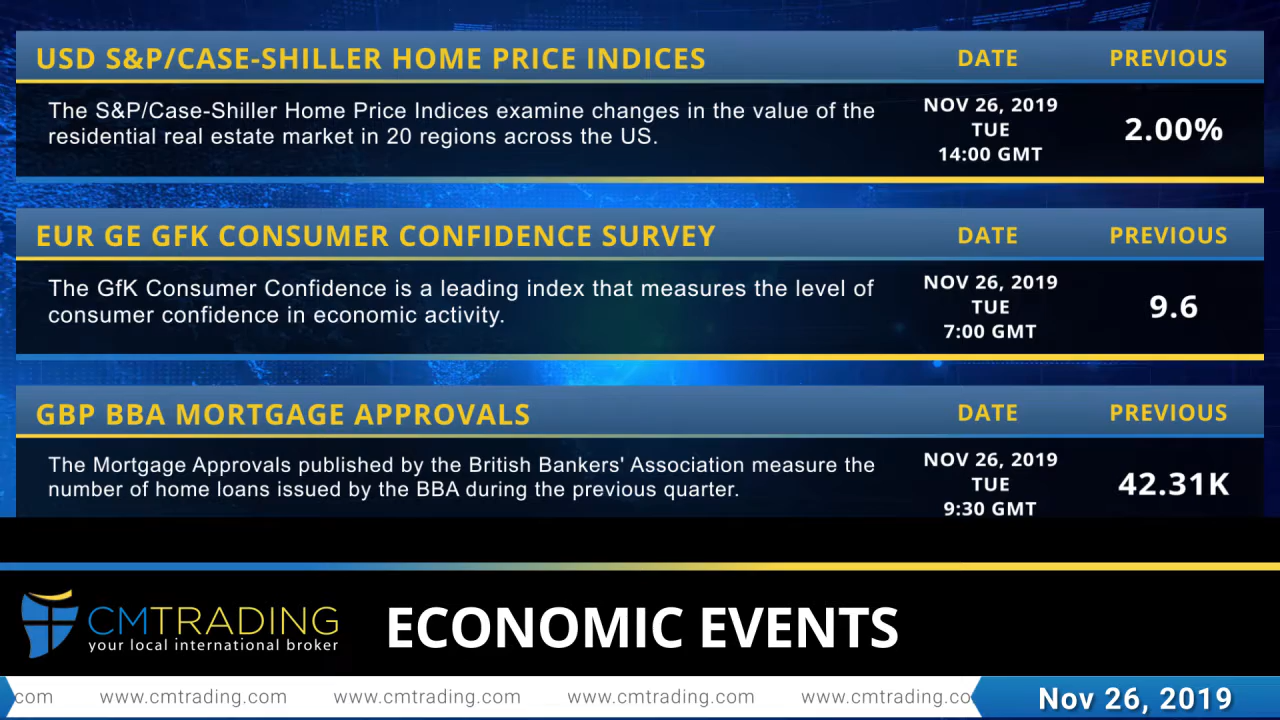 USD S&P/CASE-SHILLER HOME PRICE INDICES
DATE
PREVIOUS
The S&P/Case-Shiller Home Price Indices examine changes in the value of the
residential real estate market in 20 regions across the US.
NOV 26, 2019
TUE
14:00 GMT
2.00%
EUR GE GFK CONSUMER CONFIDENCE SURVEY
DATE
PREVIOUS
The GfK Consumer Confidence is a leading index that measures the level of
consumer confidence in economic activity.
NOV 26, 2019
TUE
7:00 GMT
9.6
GBP BBA MORTGAGE APPROVALS
DATE
PREVIOUS
The Mortgage Approvals published by the British Bankers' Association measure the
number of home loans issued by the BBA during the previous quarter.
NOV 26, 2019
TUE
9:30 GMT
42.31K
CMTRADING
your local international broker
ECONOMIC EVENTS
com www.cmtrading.com www.cmtrading.com www.cmtrading.com www.cmtrading.co
Nov 26, 2019